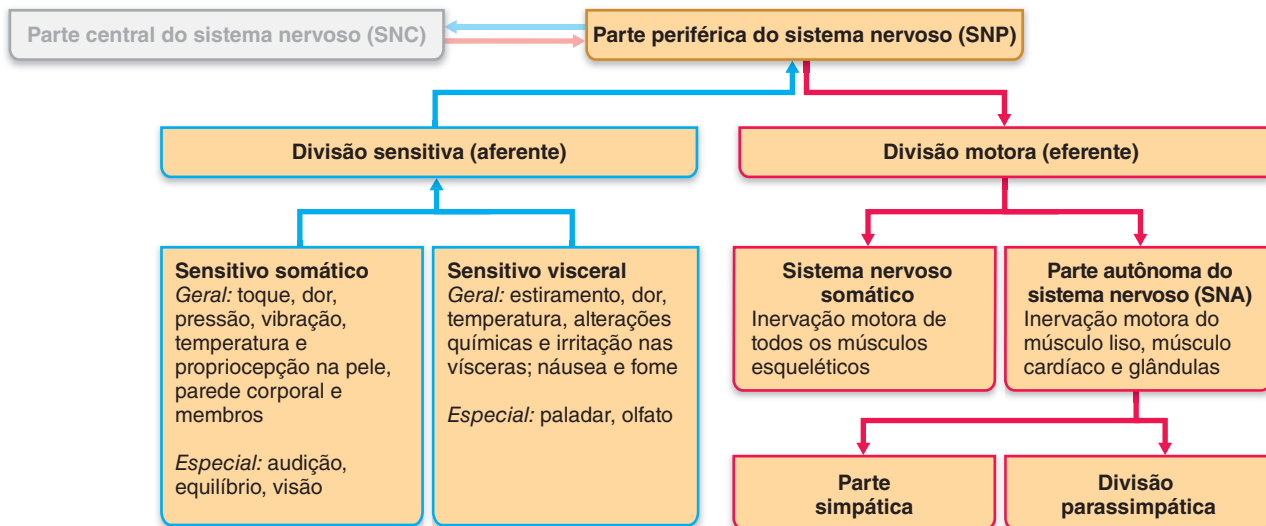 Parte central do sistema nervoso (SNC)
Parte periférica do sistema nervoso (SNP)
Divisão sensitiva (aferente)
Divisão motora (eferente)
Sensitivo somático
Geral: toque, dor,
pressão, vibração,
temperatura e
propriocepção na pele,
parede corporal e
membros
Especial: audição,
equilíbrio, visão
Sensitivo visceral
Geral: estiramento, dor,
temperatura, alterações
químicas e irritação nas
vísceras; náusea e fome
Especial: paladar, olfato
Sistema nervoso
somático
Inervação motora de
todos os músculos
esqueléticos
Parte autônoma do
sistema nervoso (SNA)
Inervação motora do
músculo liso, músculo
cardíaco e glândulas
Parte
simpática
Divisão
parassimpática